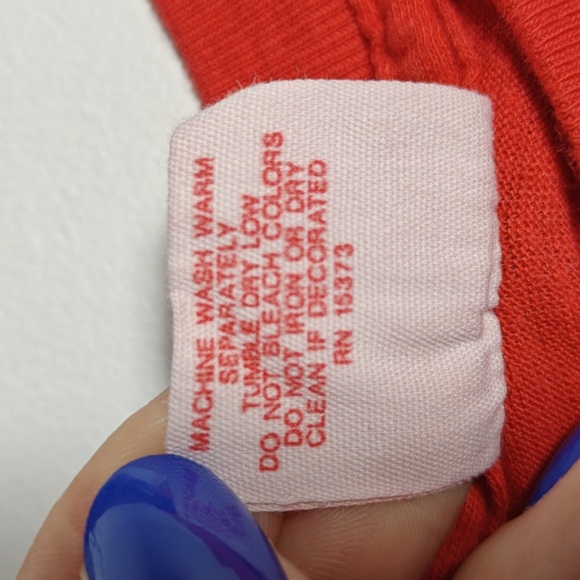 MACHINE WASH WARM
SEPARATELY
TUMBLE DRY LOW
DO NOT BLEACH COLORS
DO NOT IRON OR DRY
CLEAN IF DECORATED
RN 15373